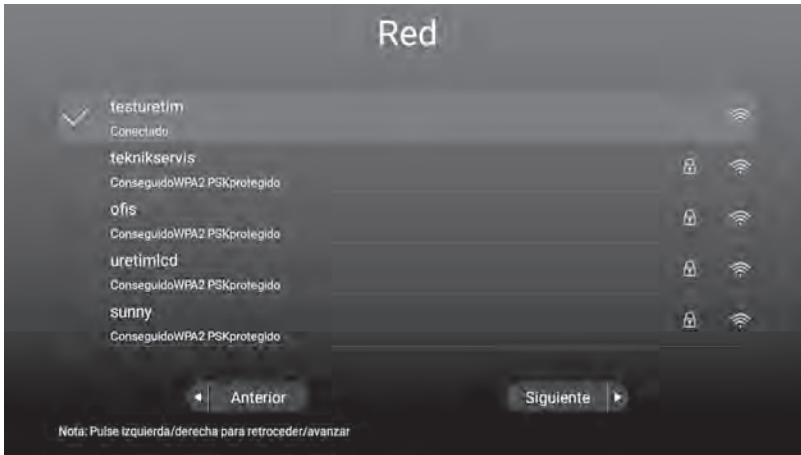 Red
testuretim
Conectado
teknikservis
ConseguidoWPA2 PSKprotegido
ofis
ConseguidoWPA2 PSKprotegido
uretimlcd
ConseguidoWPA2 PSKprotegido
sunny
ConseguidoWPA2 PSKprotegido
Anterior
Siguiente
Nota: Pulse izquierda/derecha para retroceder/avanzar